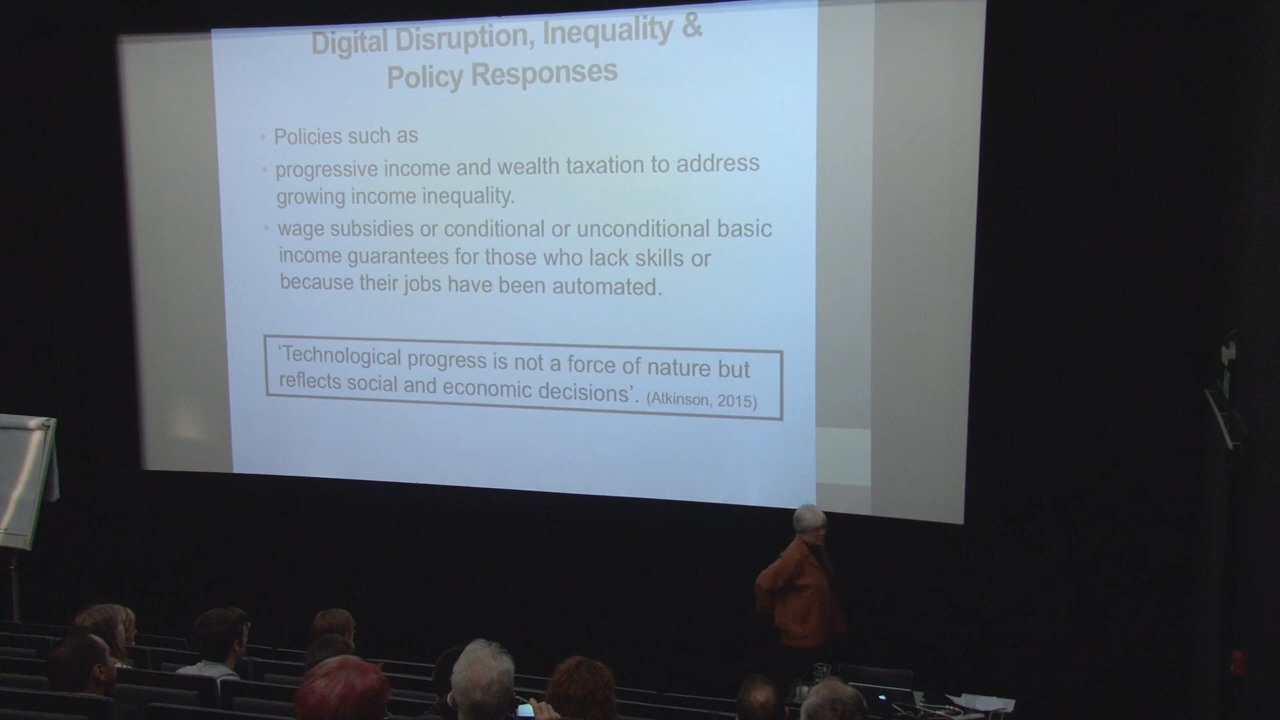 Digital Disruption, Inequality &
Policy Responses
• Policies such as
• progressive income and wealth taxation to address
growing income inequality.
• wage subsidies or conditional or unconditional basic
income guarantees for those who lack skills or
because their jobs have been automated.
‘Technological progress is not a force of nature but
reflects social and economic decisions’. (Atkinson, 2015)